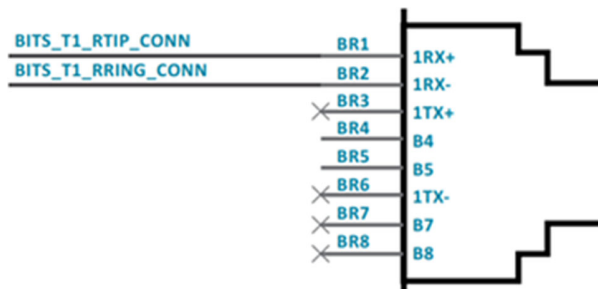 BITS_T1_RTIP_CONN BR1 1RX+
BITS_T1_RRING_CONN BR2 1RX-
BR3 1TX+
BR4 B4
BR5 B5
BR6 1TX-
BR7 B7
BR8 B8